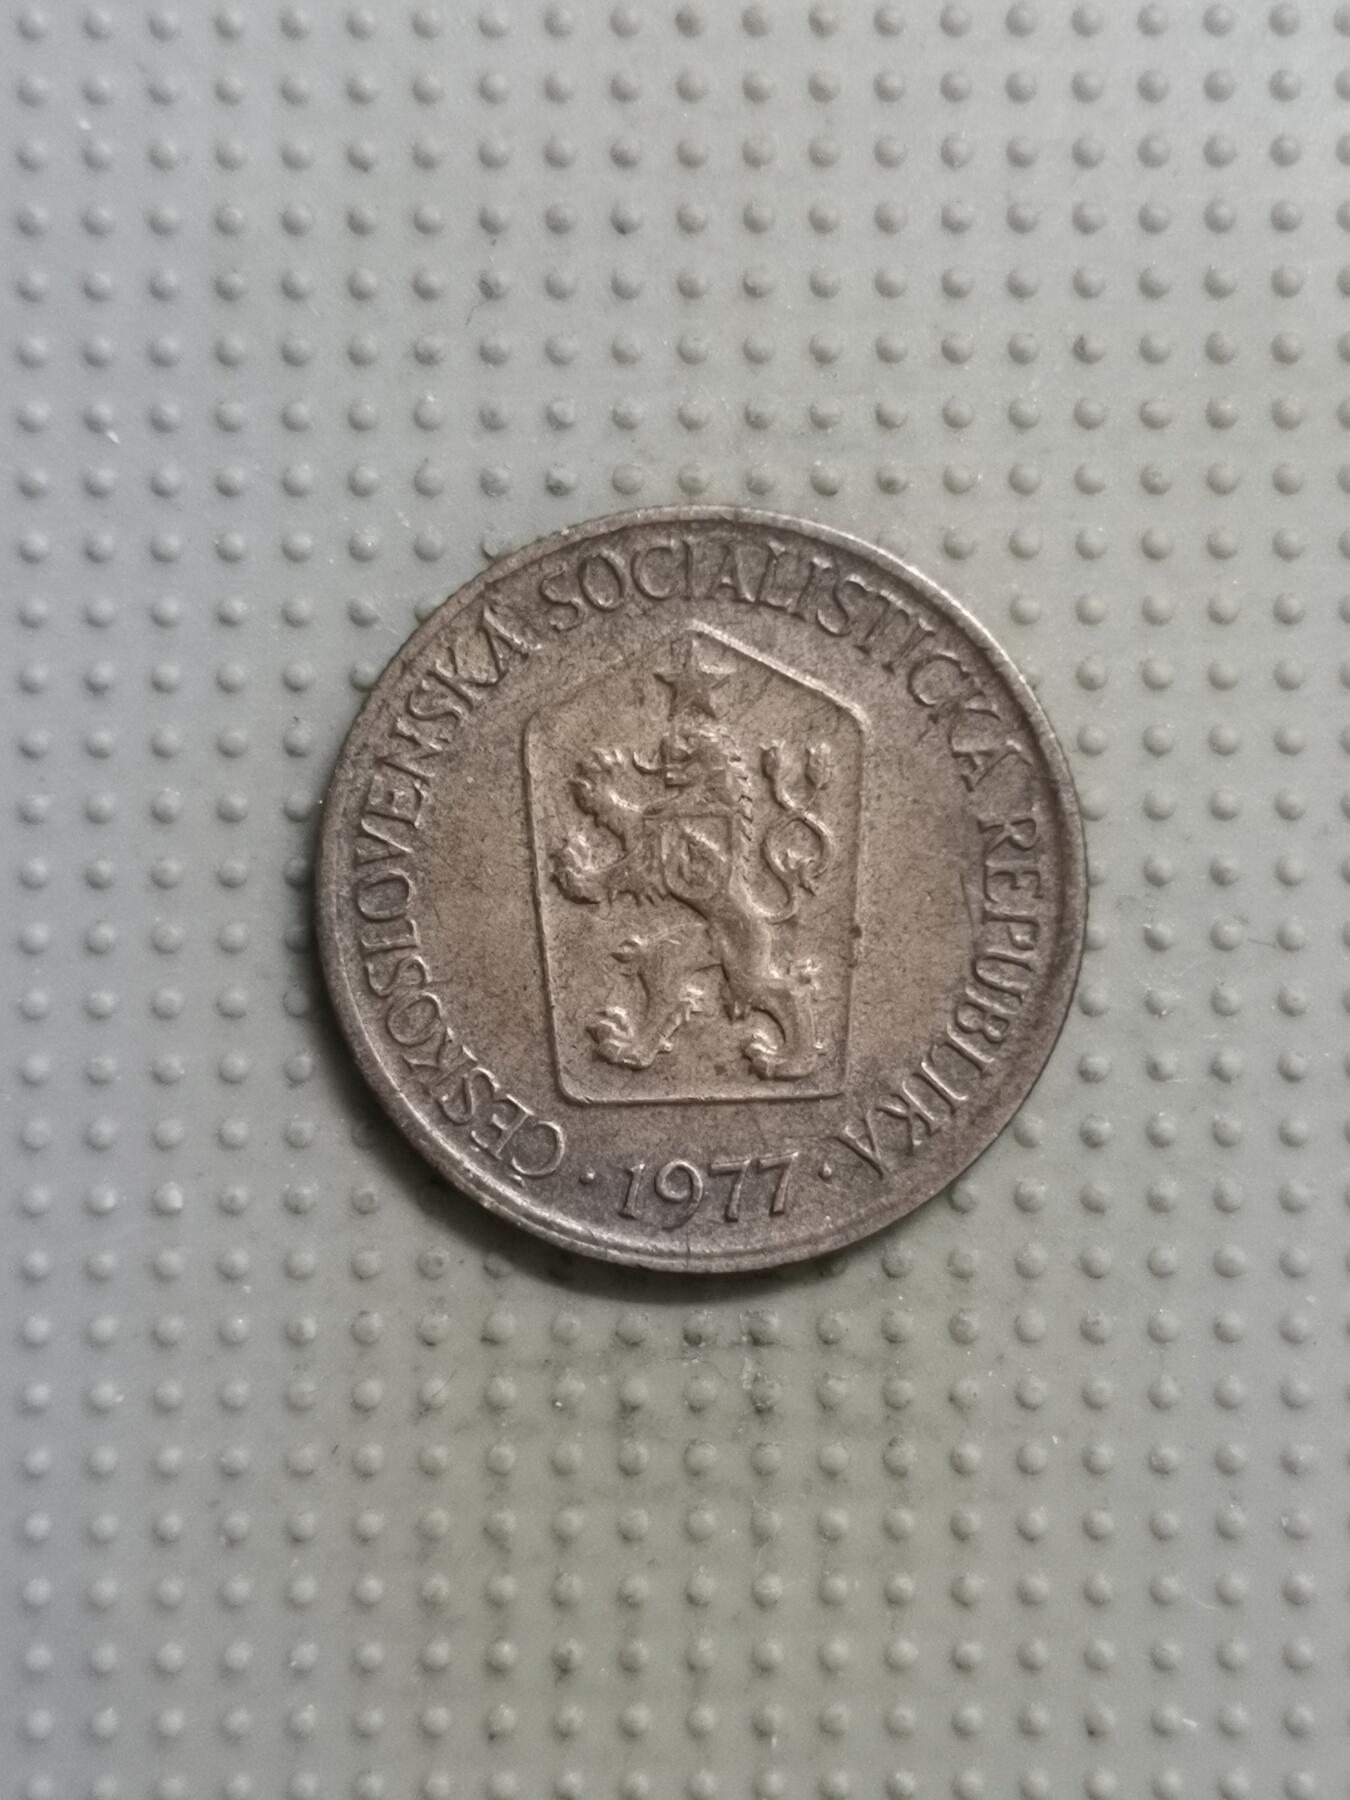 ČESKOSLOVENSKÁ SOCIALISTICKÁ REPUBLIKA
· 1977 ·